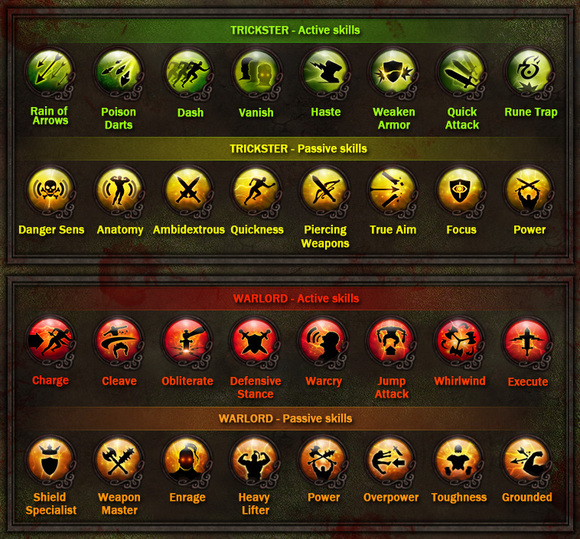 TRICKSTER - Active skills
Rain of Arrows
Poison Darts
Dash
Vanish
Haste
Weaken Armor
Quick Attack
Rune Trap
TRICKSTER - Passive skills
Danger Sens
Anatomy
Ambidextrous
Quickness
Piercing Weapons
True Aim
Focus
Power
WARLORD - Active skills
Charge
Cleave
Obliterate
Defensive Stance
Warcry
Jump Attack
Whirlwind
Execute
WARLORD - Passive skills
Shield Specialist
Weapon Master
Enrage
Heavy Lifter
Power
Overpower
Toughness
Grounded